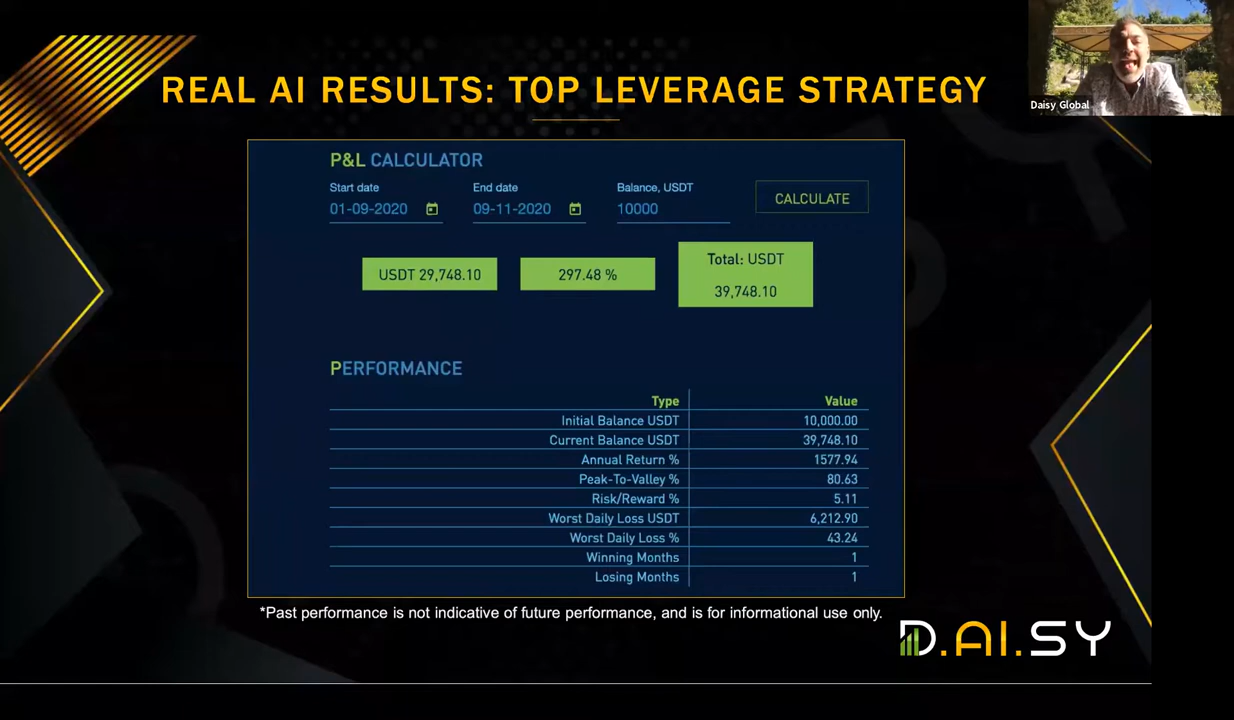 REAL AI RESULTS: TOP LEVERAGE STRATEGY
Daisy Global
P&L CALCULATOR
Start date End date Balance, USDT
01-09-2020 09-11-2020 10000 CALCULATE
USDT 29,748.10 297.48 % Total: USDT
39,748.10
PERFORMANCE
Type Value
Initial Balance USDT 10,000.00
Current Balance USDT 39,748.10
Annual Return % 1577.94
Peak-To-Valley % 80.63
Risk/Reward % 5.11
Worst Daily Loss USDT 6,212.90
Worst Daily Loss % 43.24
Winning Months 1
Losing Months 1
*Past performance is not indicative of future performance, and is for informational use only.
D.AI.SY